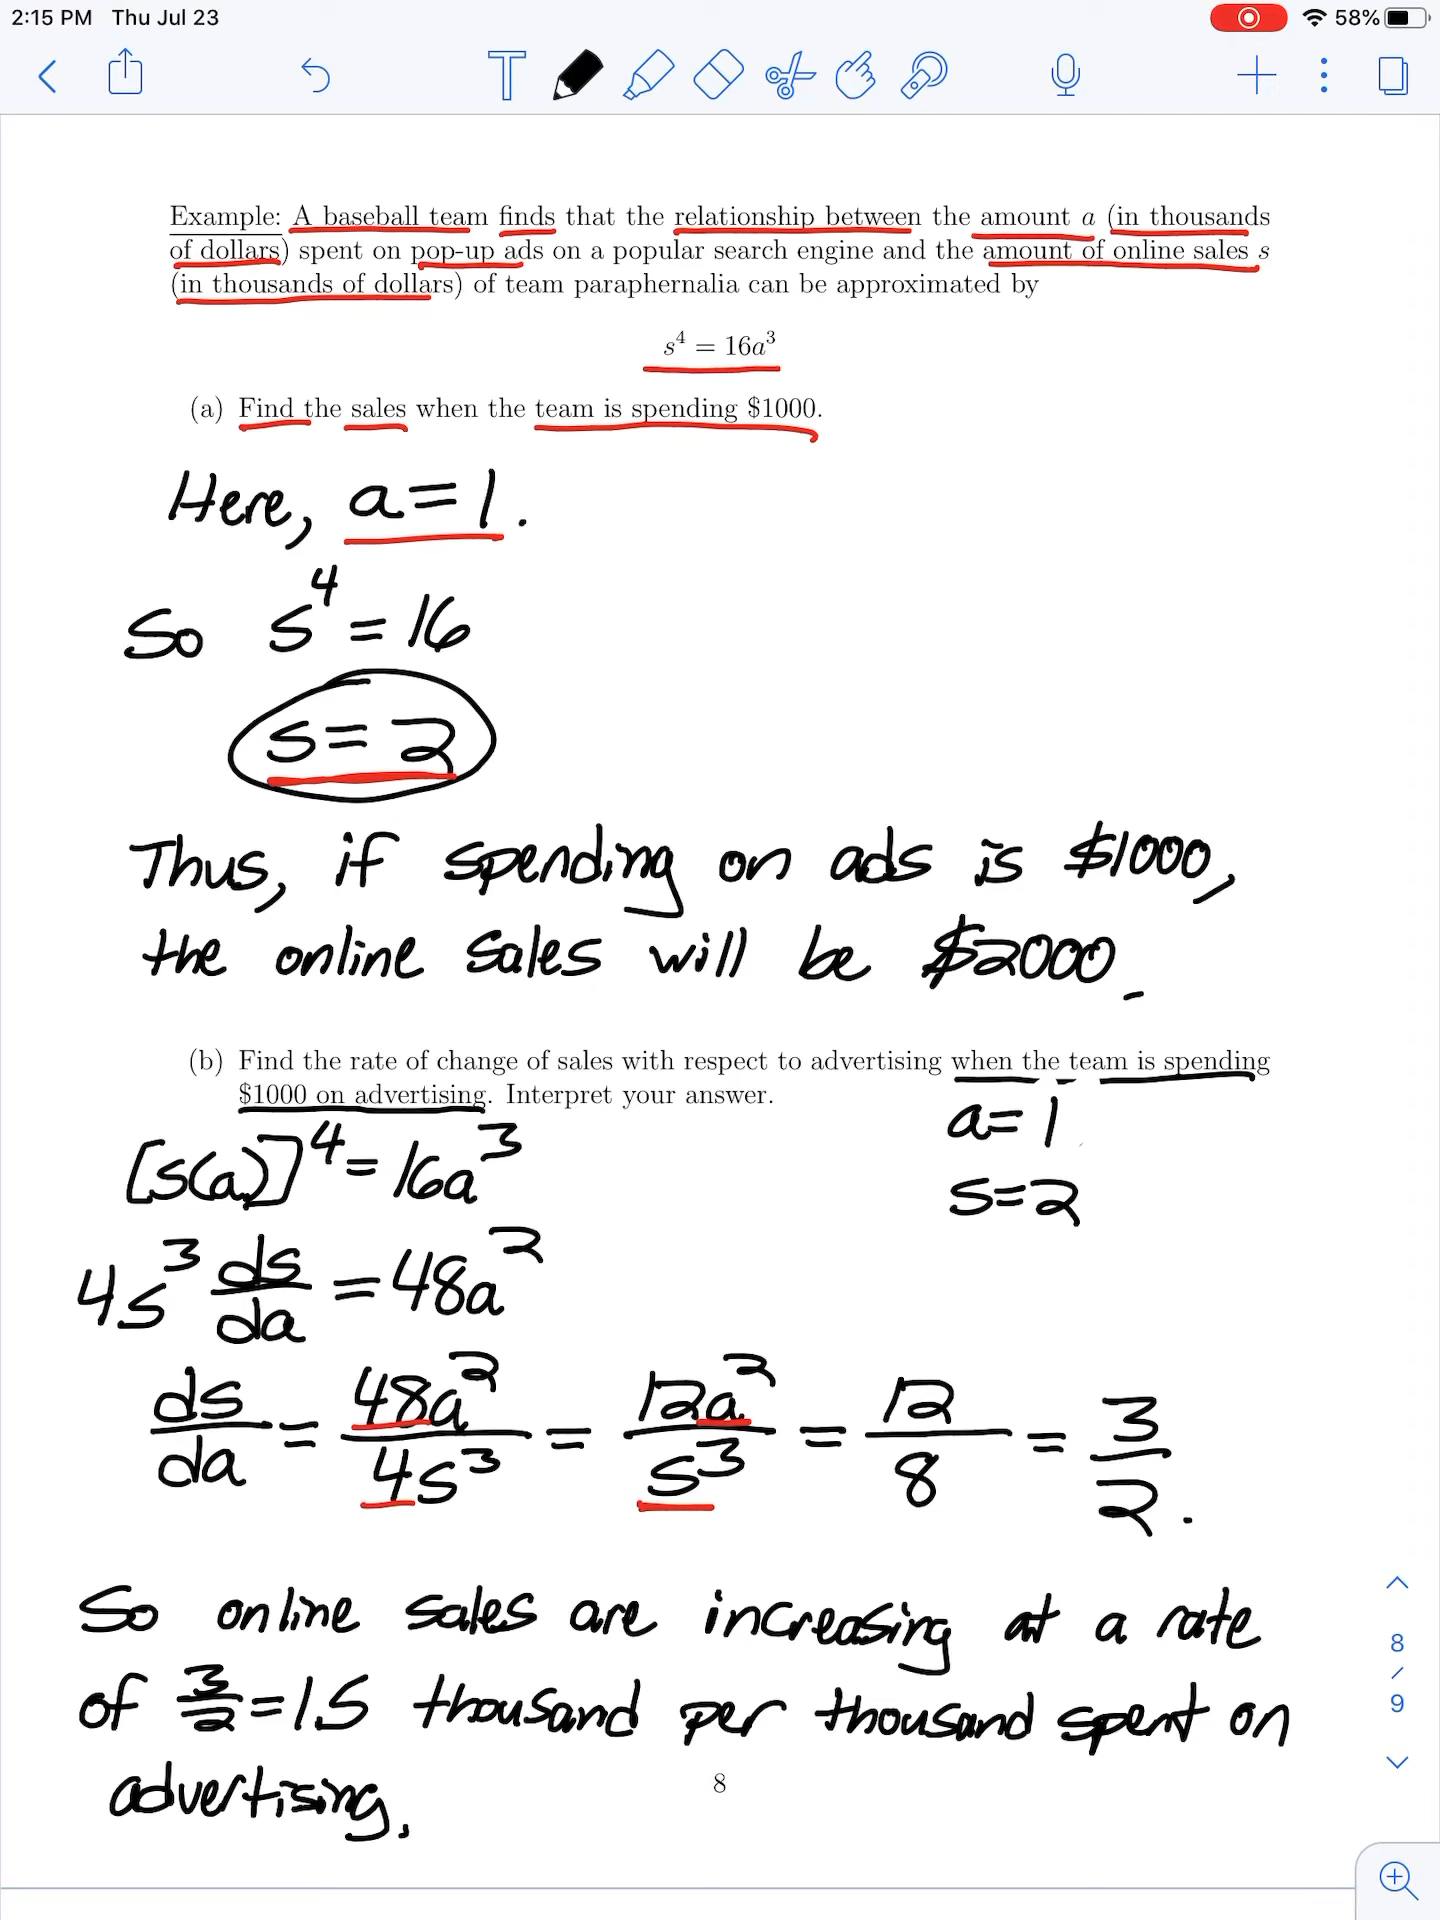 2:15 PM Thu Jul 23 58%
T
Example: A baseball team finds that the relationship between the amount a (in thousands
of dollars) spent on pop-up ads on a popular search engine and the amount of online sales s
(in thousands of dollars) of team paraphernalia can be approximated by
s⁴ = 16a³
(a) Find the sales when the team is spending $1000.
Here, a=1.
So s⁴ = 16
s=2
Thus, if spending on ads is $1000,
the online sales will be $2000.
(b) Find the rate of change of sales with respect to advertising when the team is spending
$1000 on advertising. Interpret your answer.
a=1
[s(a)]⁴ = 16a³
s=2
4s³ ds/da = 48a²
ds/da = 48a²/4s³ = 12a²/s³ = 12/8 = 3/2.
So online sales are increasing at a rate
of 3/2 = 1.5 thousand per thousand spent on
advertising.
8
/
9
8